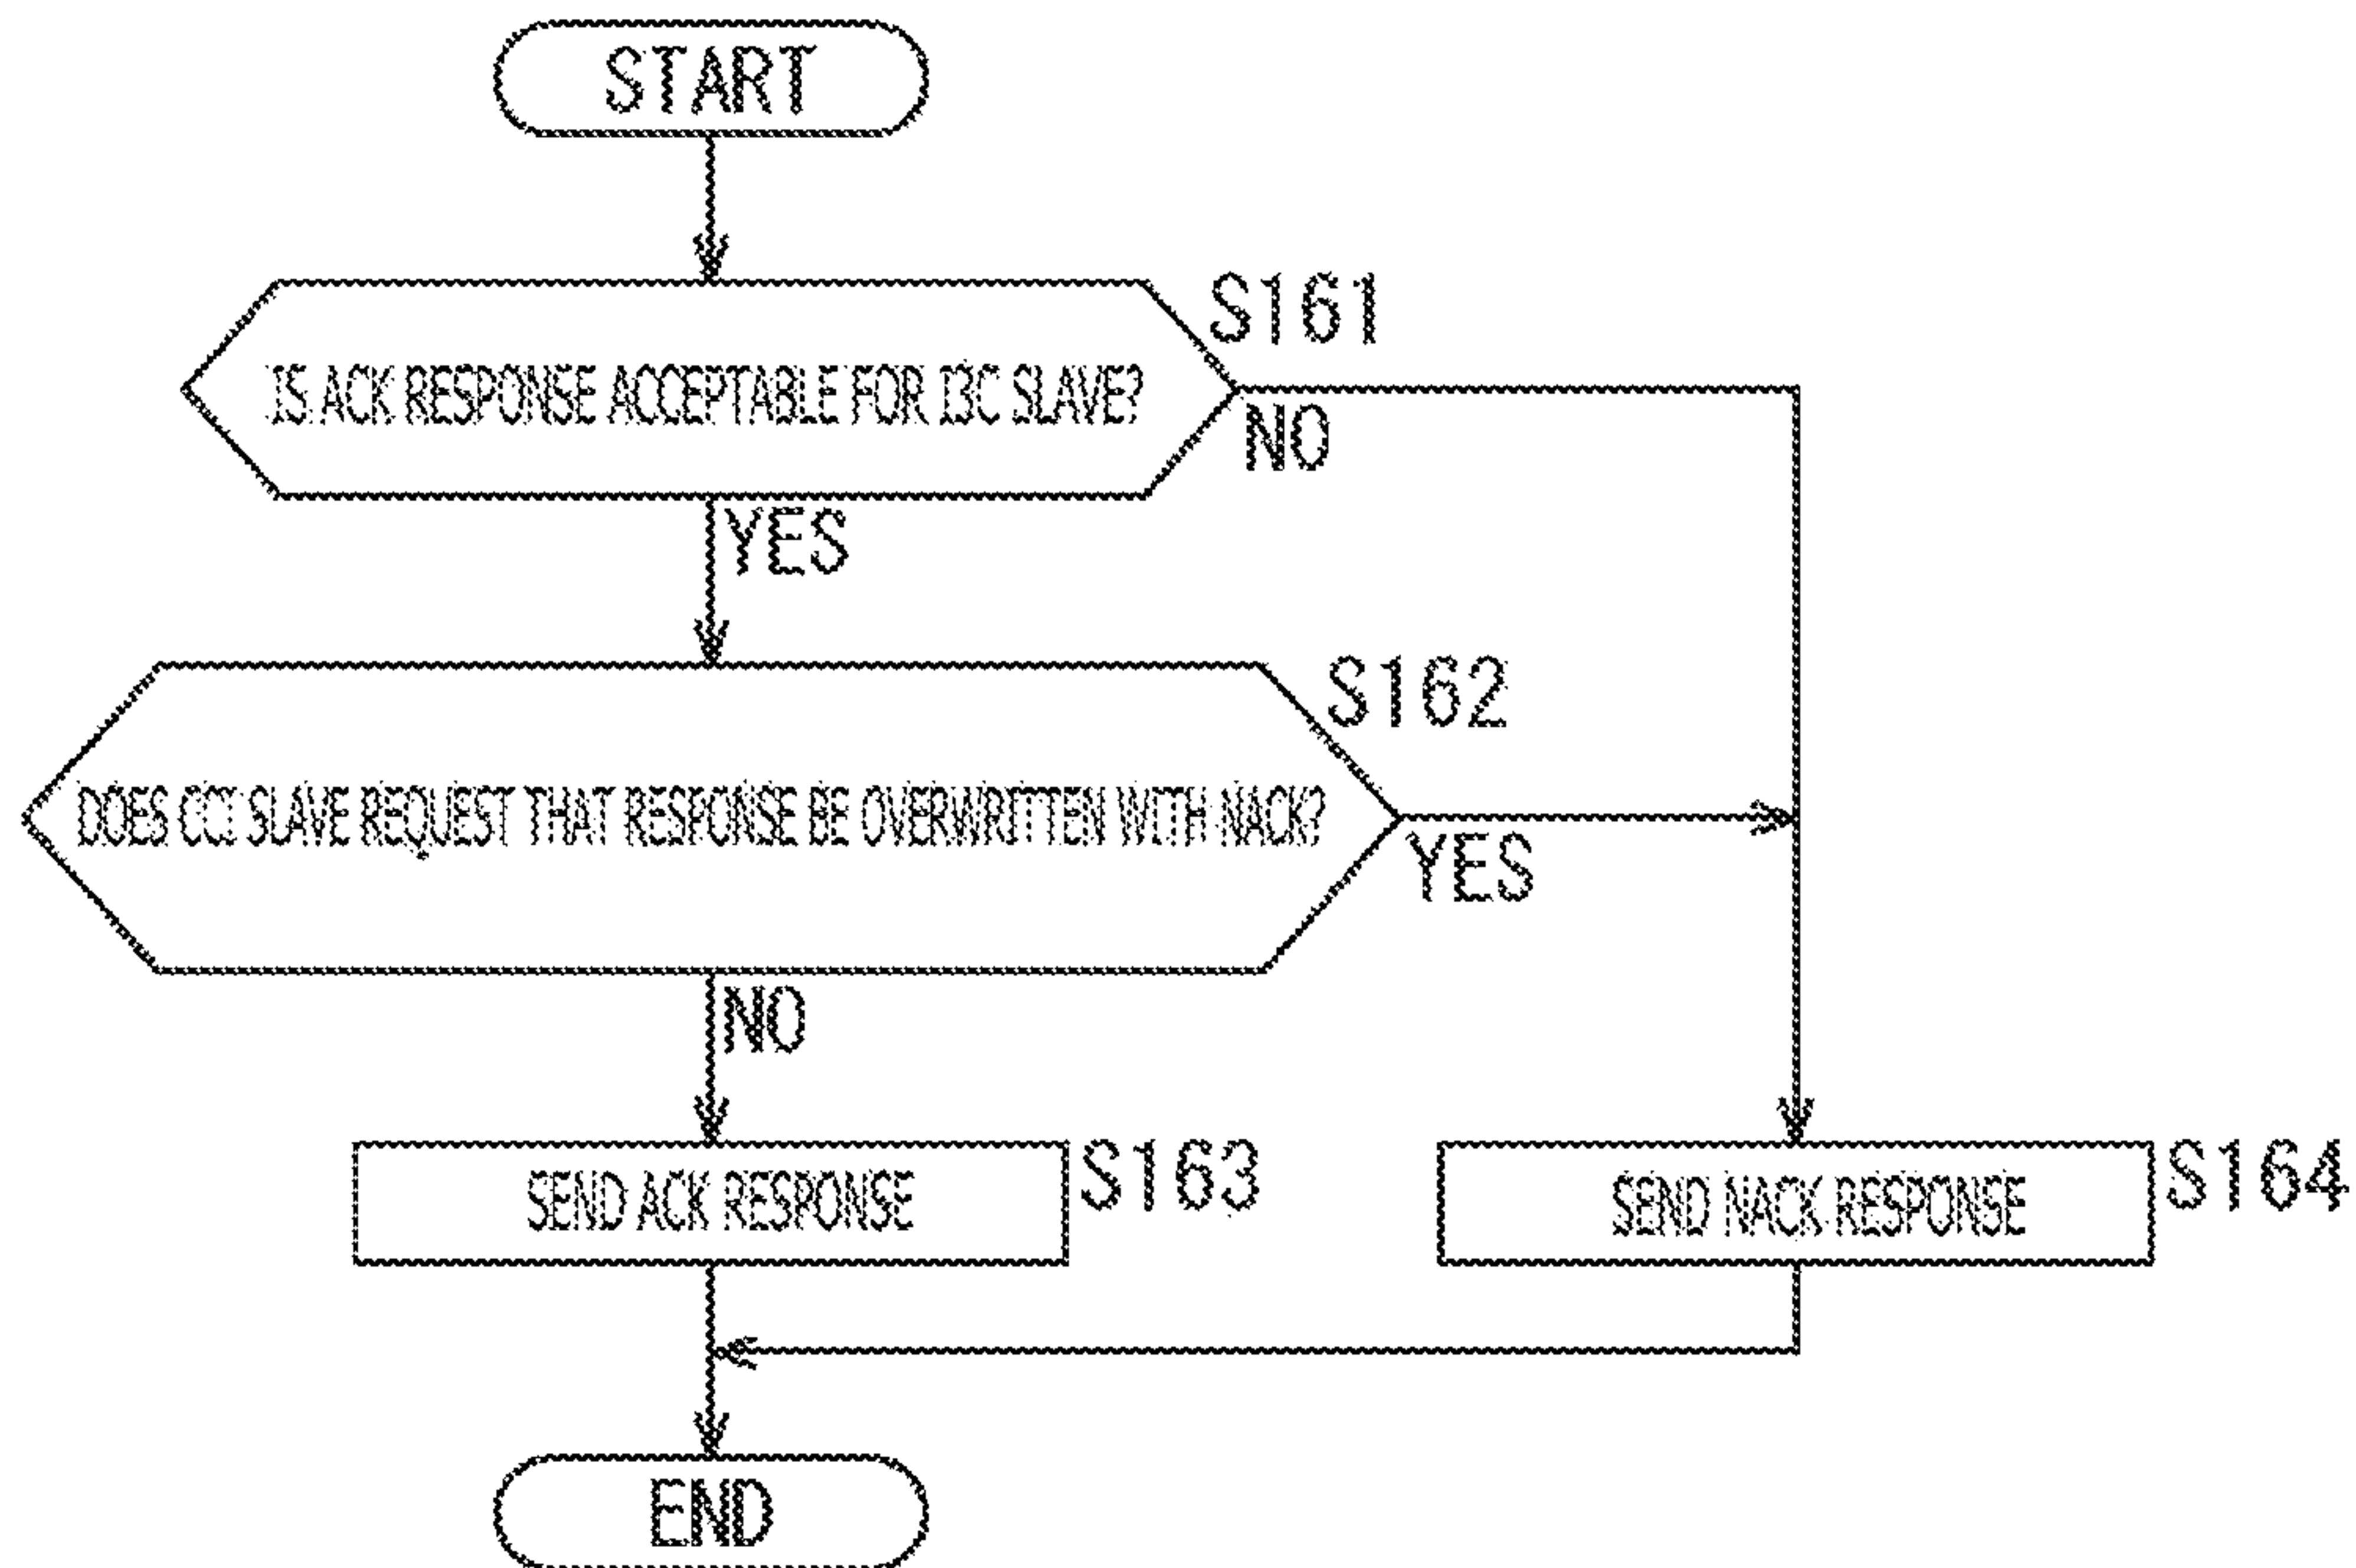 START
S161
IS ACK RESPONSE ACCEPTABLE FOR I3C SLAVE?
NO
YES
S162
DOES CCI SLAVE REQUEST THAT RESPONSE BE OVERWRITTEN WITH NACK?
YES
NO
SEND ACK RESPONSE
S163
SEND NACK RESPONSE
S164
END